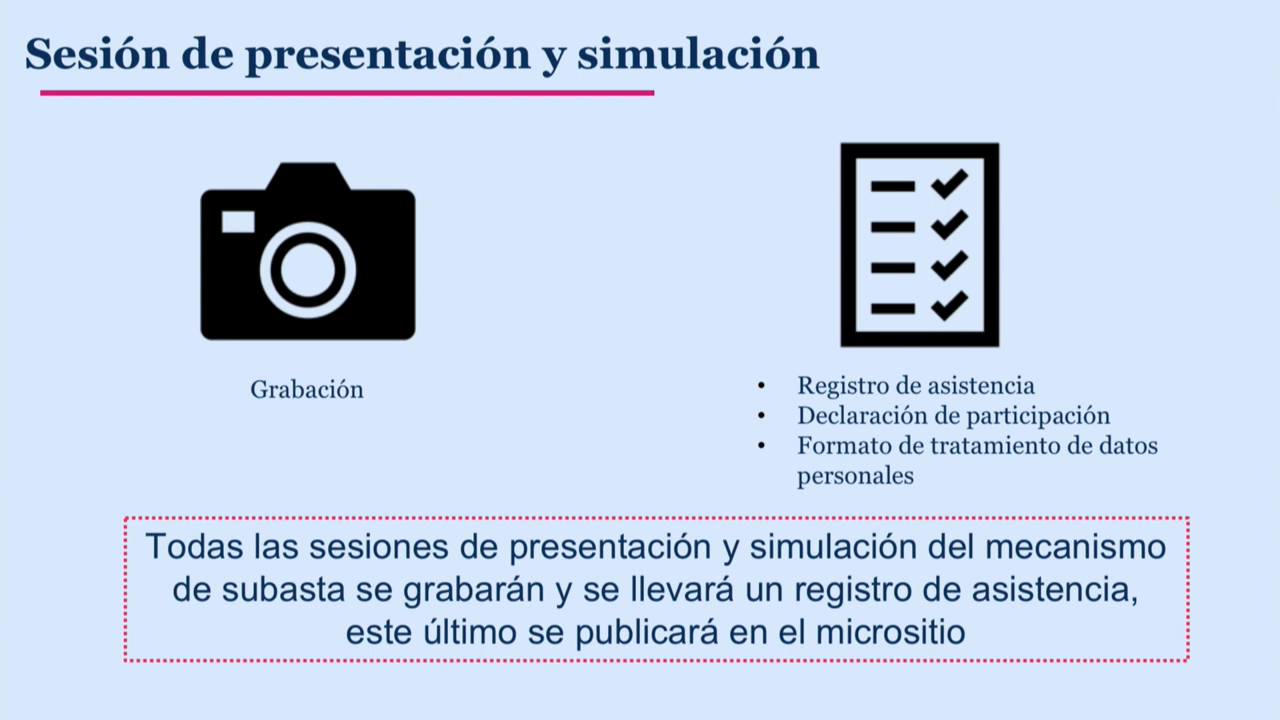 Sesión de presentación y simulación
Grabación
• Registro de asistencia
• Declaración de participación
• Formato de tratamiento de datos
personales
Todas las sesiones de presentación y simulación del mecanismo
de subasta se grabarán y se llevará un registro de asistencia,
este último se publicará en el micrositio